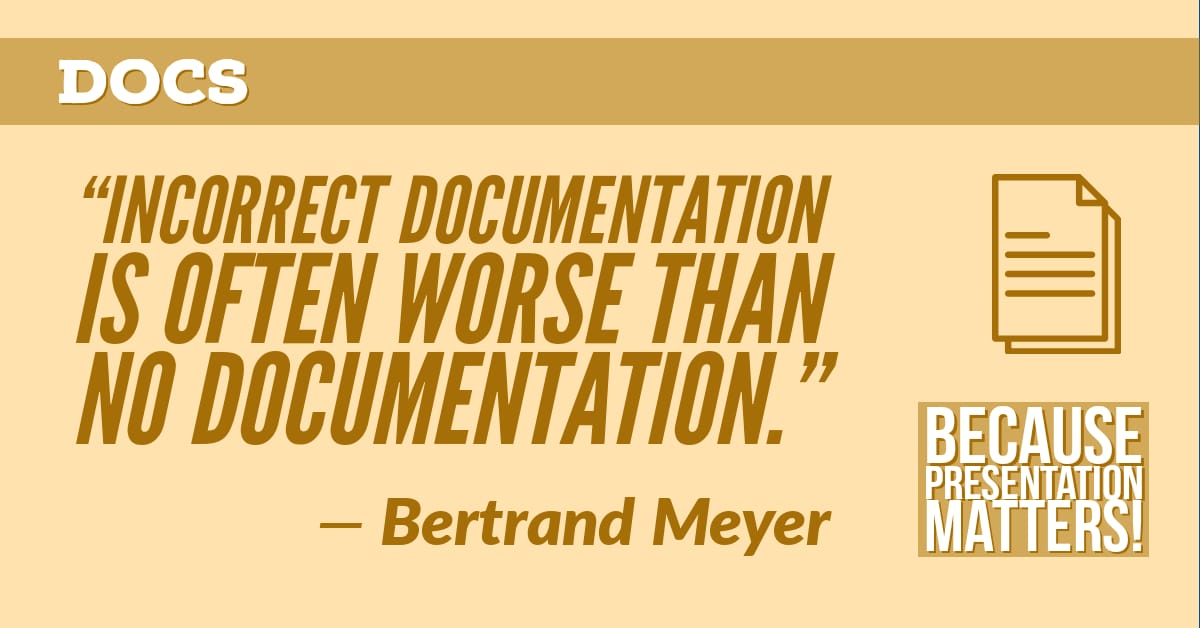 DOCS
“INCORRECT DOCUMENTATION
IS OFTEN WORSE THAN
NO DOCUMENTATION.”
— Bertrand Meyer
BECAUSE
PRESENTATION
MATTERS!